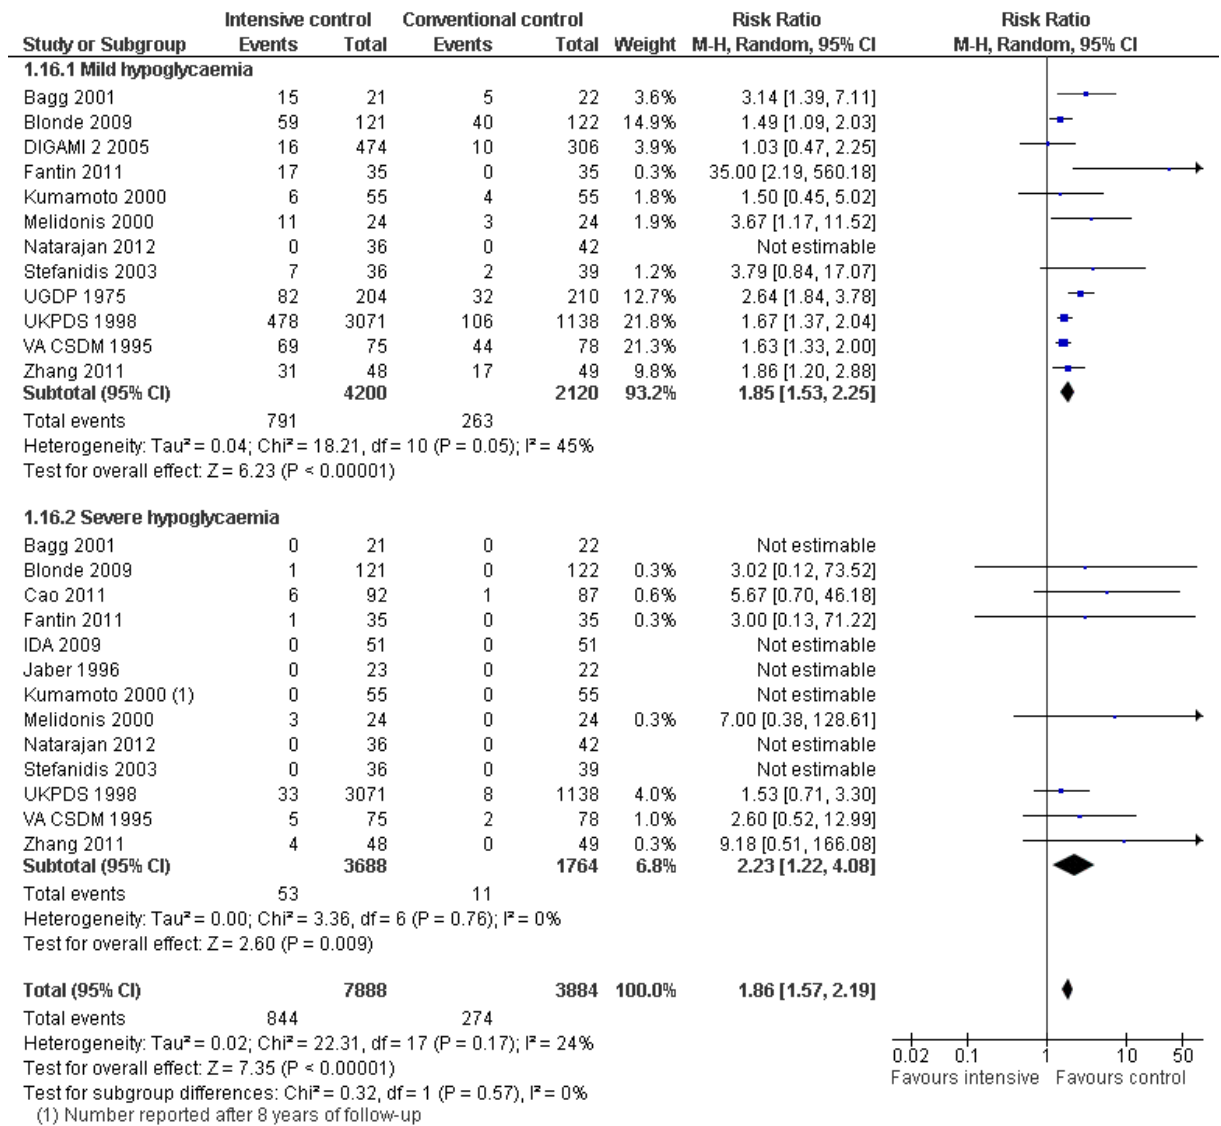 Intensive control Conventional control Risk Ratio Risk Ratio
Study or Subgroup Events Total Events Total Weight M-H, Random, 95% CI M-H, Random, 95% CI
1.16.1 Mild hypoglycaemia
Bagg 2001 15 21 5 22 3.6% 3.14 [1.39, 7.11]
Blonde 2009 59 121 40 122 14.9% 1.49 [1.09, 2.03]
DIGAMI 2 2005 16 474 10 306 3.9% 1.03 [0.47, 2.25]
Fantin 2011 17 35 0 35 0.3% 35.00 [2.19, 560.18]
Kumamoto 2000 6 55 4 55 1.8% 1.50 [0.45, 5.02]
Melidonis 2000 11 24 3 24 1.9% 3.67 [1.17, 11.52]
Natarajan 2012 0 36 0 42 Not estimable
Stefanidis 2003 7 36 2 39 1.2% 3.79 [0.84, 17.07]
UGDP 1975 82 204 32 210 12.7% 2.64 [1.84, 3.78]
UKPDS 1998 478 3071 106 1138 21.8% 1.67 [1.37, 2.04]
VA CSDM 1995 69 75 44 78 21.3% 1.63 [1.33, 2.00]
Zhang 2011 31 48 17 49 9.8% 1.86 [1.20, 2.88]
Subtotal (95% CI) 4200 2120 93.2% 1.85 [1.53, 2.25]
Total events 791 263
Heterogeneity: Tau² = 0.04; Chi² = 18.21, df = 10 (P = 0.05); I² = 45%
Test for overall effect: Z = 6.23 (P < 0.00001)
1.16.2 Severe hypoglycaemia
Bagg 2001 0 21 0 22 Not estimable
Blonde 2009 1 121 0 122 0.3% 3.02 [0.12, 73.52]
Cao 2011 6 92 1 87 0.6% 5.67 [0.70, 46.18]
Fantin 2011 1 35 0 35 0.3% 3.00 [0.13, 71.22]
IDA 2009 0 51 0 51 Not estimable
Jaber 1996 0 23 0 22 Not estimable
Kumamoto 2000 (1) 0 55 0 55 Not estimable
Melidonis 2000 3 24 0 24 0.3% 7.00 [0.38, 128.61]
Natarajan 2012 0 36 0 42 Not estimable
Stefanidis 2003 0 36 0 39 Not estimable
UKPDS 1998 33 3071 8 1138 4.0% 1.53 [0.71, 3.30]
VA CSDM 1995 5 75 2 78 1.0% 2.60 [0.52, 12.99]
Zhang 2011 4 48 0 49 0.3% 9.18 [0.51, 166.08]
Subtotal (95% CI) 3688 1764 6.8% 2.23 [1.22, 4.08]
Total events 53 11
Heterogeneity: Tau² = 0.00; Chi² = 3.36, df = 6 (P = 0.76); I² = 0%
Test for overall effect: Z = 2.60 (P = 0.009)
Total (95% CI) 7888 3884 100.0% 1.86 [1.57, 2.19]
Total events 844 274
Heterogeneity: Tau² = 0.02; Chi² = 22.31, df = 17 (P = 0.17); I² = 24%
Test for overall effect: Z = 7.35 (P < 0.00001)
Test for subgroup differences: Chi² = 0.32, df = 1 (P = 0.57), I² = 0%
(1) Number reported after 8 years of follow-up
0.02 0.1 1 10 50
Favours intensive Favours control